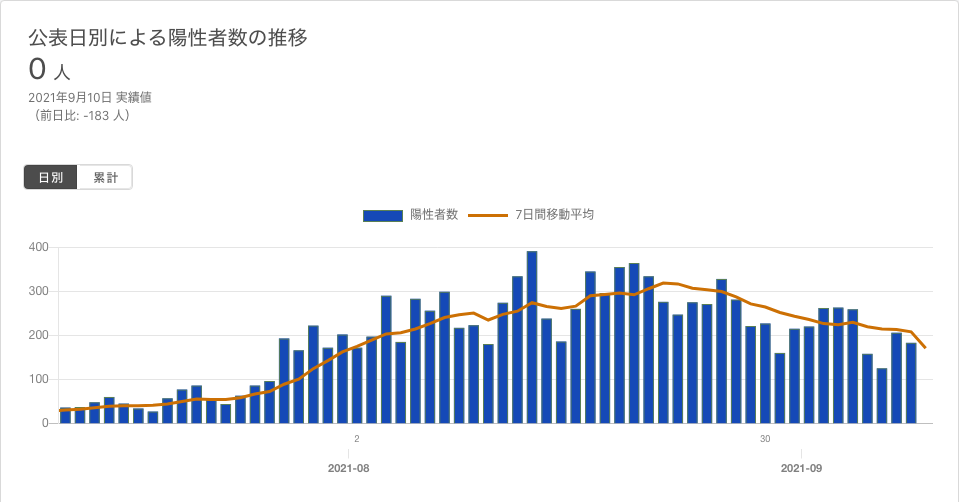 公表日別による陽性者数の推移
0 人
2021年9月10日 実績値
（前日比: -183 人）
日別 累計
陽性者数 7日間移動平均
400
300
200
100
0
2 30
2021-08 2021-09